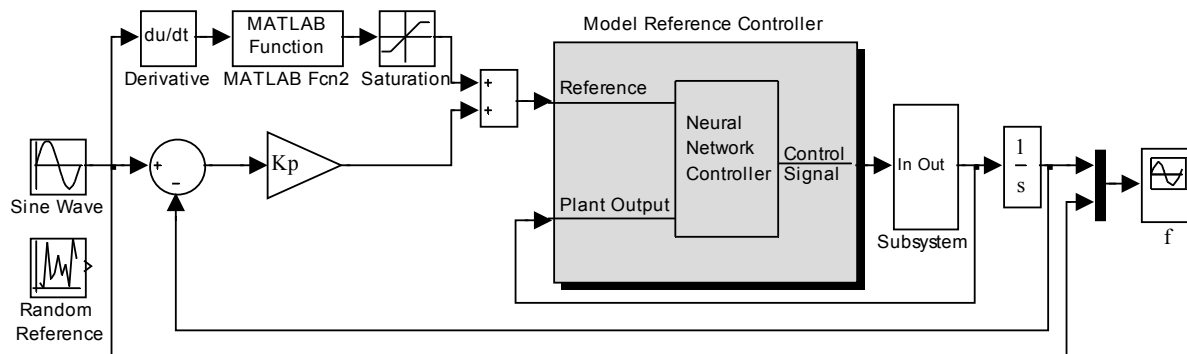 Model Reference Controller
du/dt
Derivative
MATLAB
Function
MATLAB Fcn2
Saturation
+
+
Reference
Neural
Network
Controller
Control
Signal
Plant Output
In Out
Subsystem
1
s
f
Sine Wave
+
−
Kp
Random
Reference